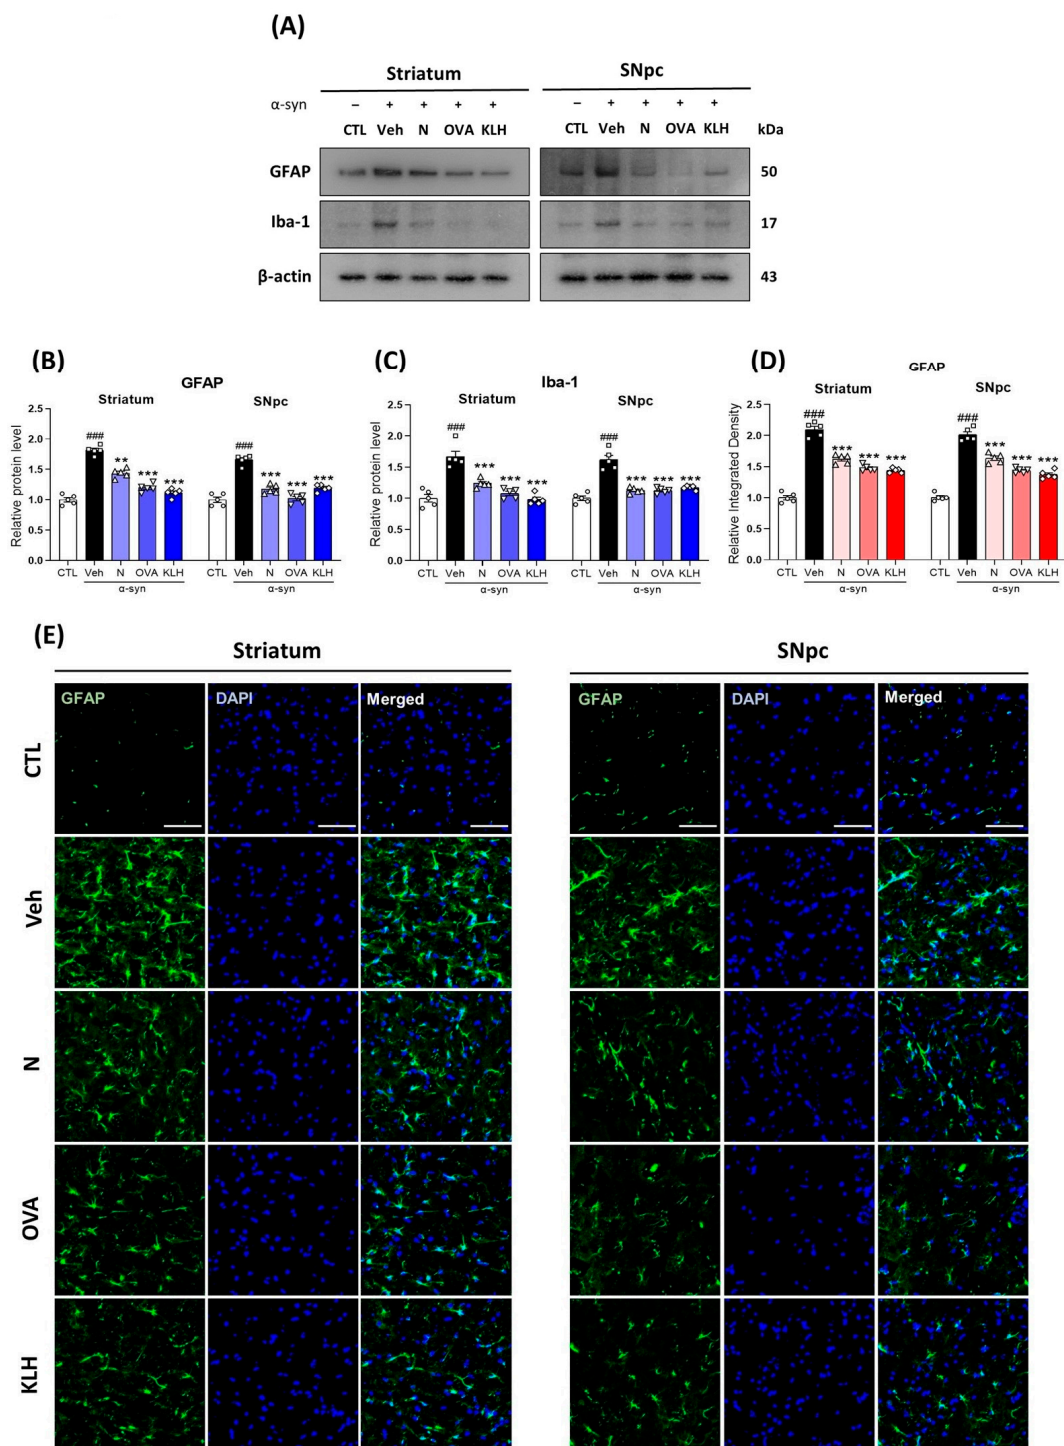 (A)
Striatum SNpc
α-syn – + + + + – + + + +
CTL Veh N OVA KLH CTL Veh N OVA KLH kDa
GFAP 50
Iba-1 17
β-actin 43
(B)
GFAP
Striatum SNpc
Relative protein level
2.5
2.0
1.5
1.0
0.5
0.0
### ** *** *** ### *** *** ***
CTL Veh N OVA KLH CTL Veh N OVA KLH
α-syn α-syn
(C)
Iba-1
Striatum SNpc
Relative protein level
2.5
2.0
1.5
1.0
0.5
0.0
### *** *** *** ### *** *** ***
CTL Veh N OVA KLH CTL Veh N OVA KLH
α-syn α-syn
(D)
GFAP
Striatum SNpc
Relative Integrated Density
2.5
2.0
1.5
1.0
0.5
0.0
### *** *** *** ### *** *** ***
CTL Veh N OVA KLH CTL Veh N OVA KLH
α-syn α-syn
(E)
Striatum SNpc
GFAP DAPI Merged GFAP DAPI Merged
CTL
Veh
N
OVA
KLH